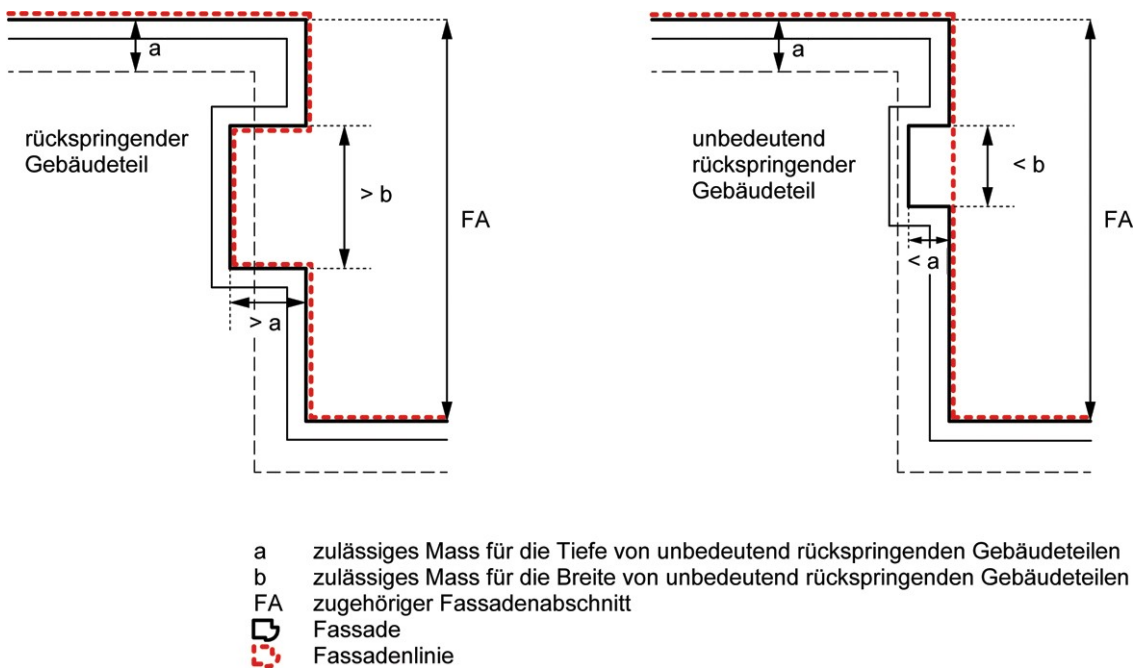 a
rückspringender
Gebäudeteil
> b
FA
> a
a
unbedeutend
rückspringender
Gebäudeteil
< b
FA
< a
a zulässiges Mass für die Tiefe von unbedeutend rückspringenden Gebäudeteilen
b zulässiges Mass für die Breite von unbedeutend rückspringenden Gebäudeteilen
FA zugehöriger Fassadenabschnitt
Fassade
Fassadenlinie